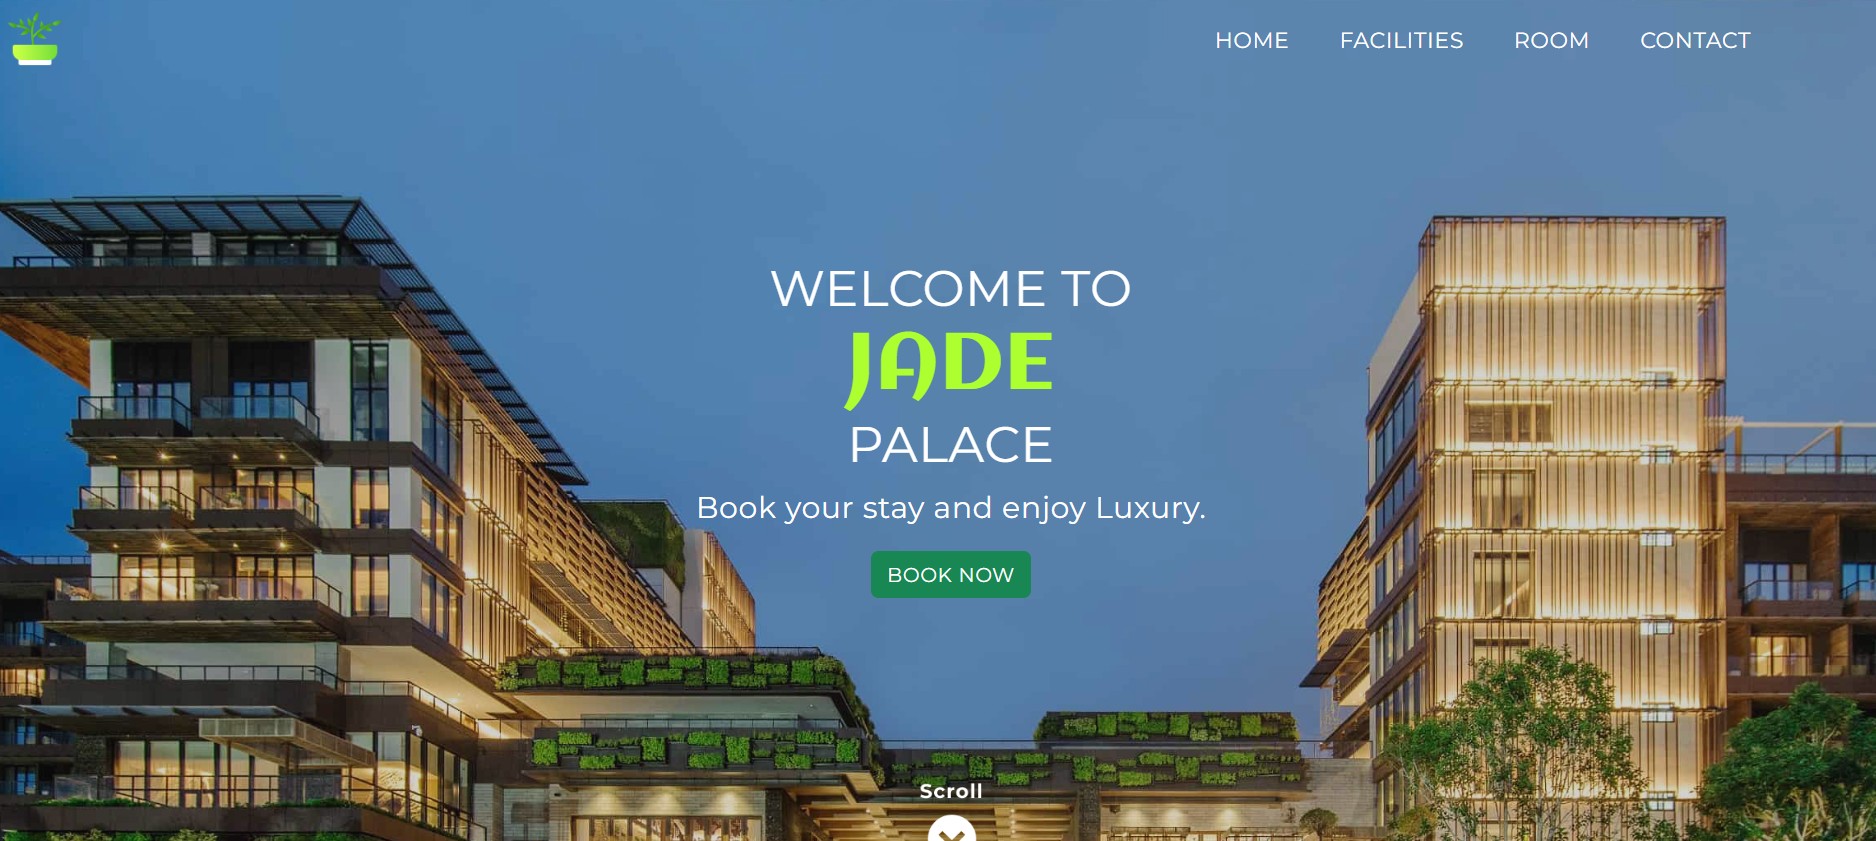 HOME FACILITIES ROOM CONTACT
WELCOME TO
JADE
PALACE
Book your stay and enjoy Luxury.
BOOK NOW
Scroll